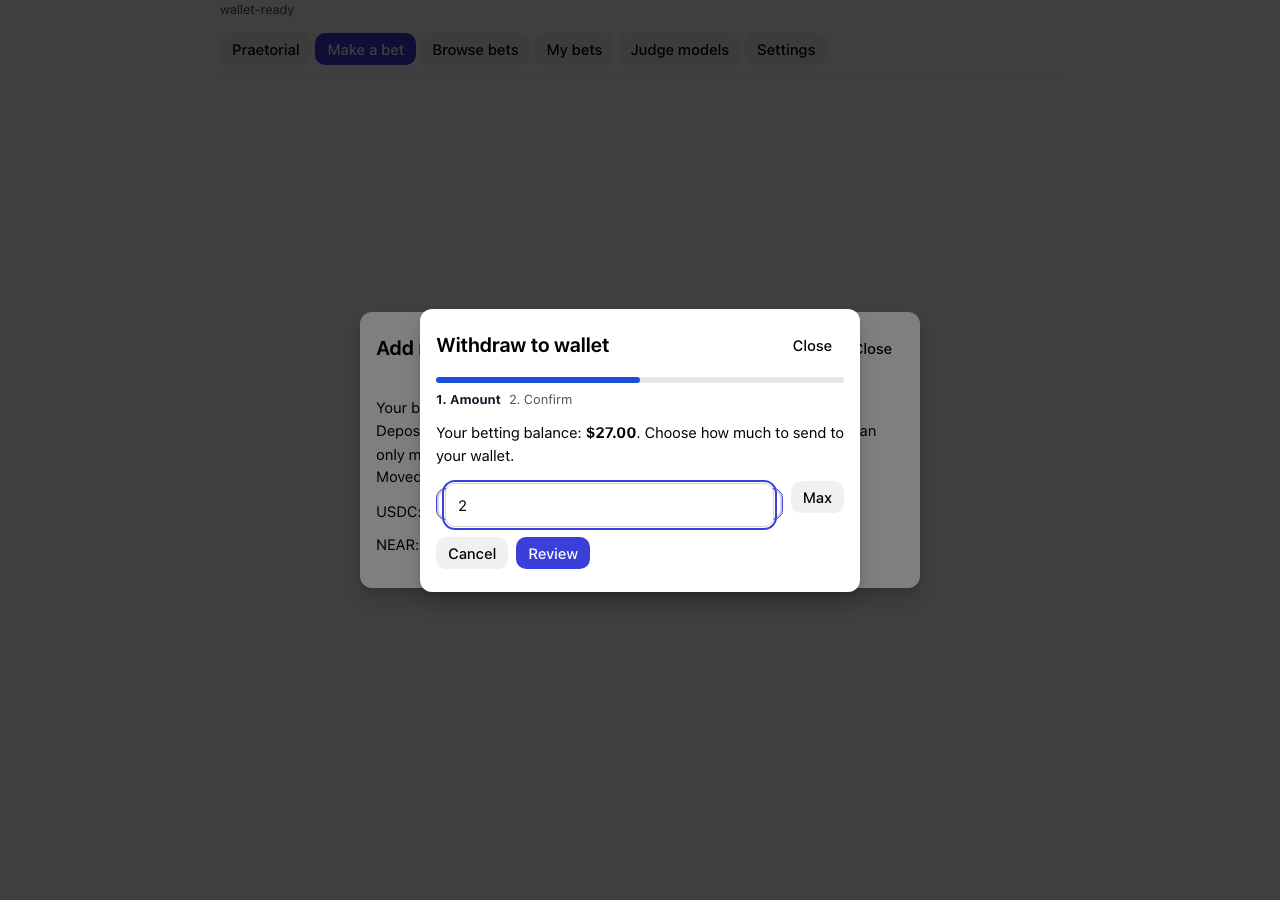 wallet-ready
Praetorial Make a bet Browse bets My bets Judge models Settings
Withdraw to wallet Close
Add Close
1. Amount 2. Confirm
Your b
Your betting balance: $27.00. Choose how much to send to your wallet.
Depos an
only m
Moved
2 Max
USDC:
NEAR:
Cancel Review